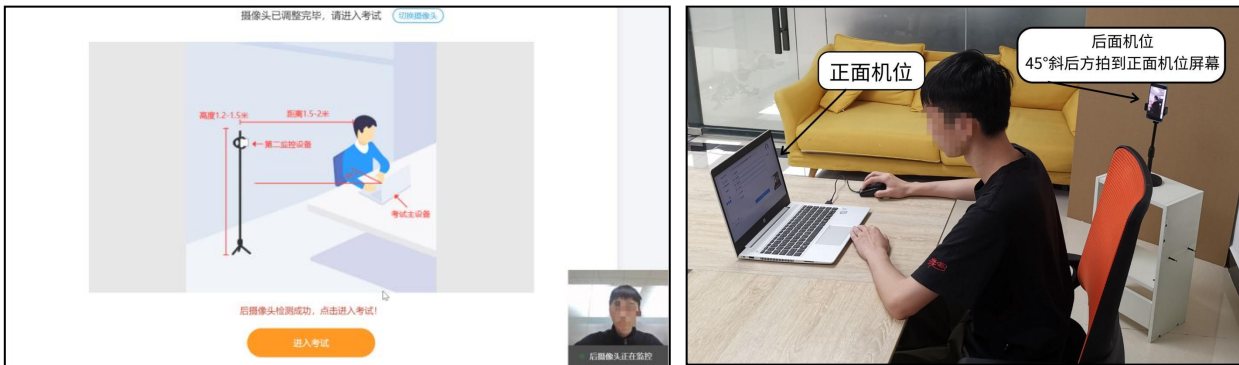 摄像头已调整完毕，请进入考试
切换摄像头
高度1.2-1.5米
距离1.5-2米
第二监控设备
考试主设备
后摄像头检测成功，点击进入考试！
进入考试
后摄像头正在监控
正面机位
后面机位
45°斜后方拍到正面机位屏幕